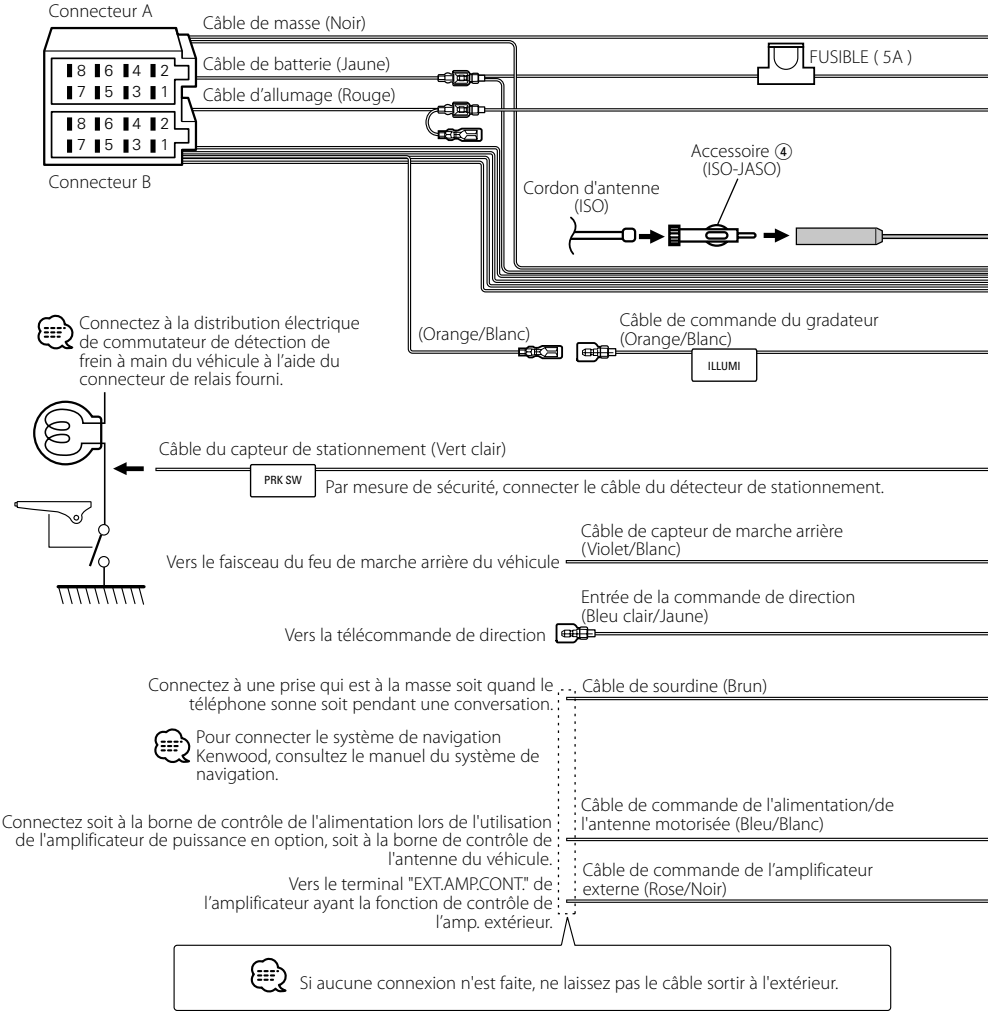 Connecteur A
Câble de masse (Noir)
FUSIBLE ( 5A )
8 6 4 2
7 5 3 1
Câble de batterie (Jaune)
Câble d’allumage (Rouge)
8 6 4 2
7 5 3 1
Connecteur B
Accessoire ④
(ISO-JASO)
Cordon d'antenne
(ISO)
Connectez à la distribution électrique
de commutateur de détection de
frein à main du véhicule à l’aide du
connecteur de relais fourni.
(Orange/Blanc)
Câble de commande du gradateur
(Orange/Blanc)
ILLUMI
Câble du capteur de stationnement (Vert clair)
PRK SW
Par mesure de sécurité, connecter le câble du détecteur de stationnement.
Câble de capteur de marche arrière
(Violet/Blanc)
Vers le faisceau du feu de marche arrière du véhicule
Entrée de la commande de direction
(Bleu clair/Jaune)
Vers la télécommande de direction
Connectez à une prise qui est à la masse soit quand le
téléphone sonne soit pendant une conversation.
Câble de sourdine (Brun)
Pour connecter le système de navigation
Kenwood, consultez le manuel du système de
navigation.
Connectez soit à la borne de contrôle de l'alimentation lors de l'utilisation
de l'amplificateur de puissance en option, soit à la borne de contrôle de
l'antenne du véhicule.
Câble de commande de l'alimentation/de
l'antenne motorisée (Bleu/Blanc)
Vers le terminal "EXT.AMP.CONT." de
l’amplificateur ayant la fonction de contrôle de
l’amp. extérieur.
Câble de commande de l’amplificateur
externe (Rose/Noir)
Si aucune connexion n'est faite, ne laissez pas le câble sortir à l'extérieur.